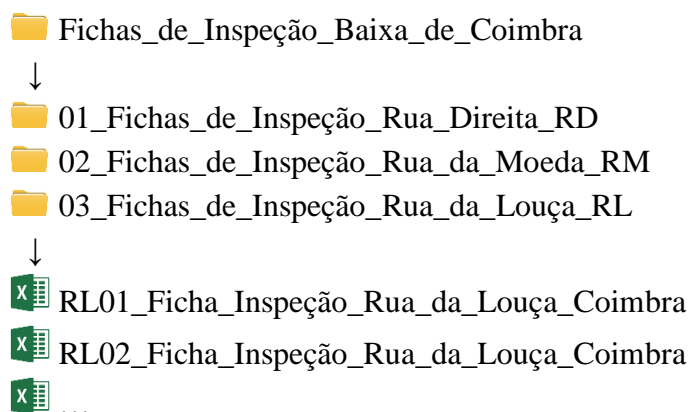 Fichas_de_Inspeção_Baixa_de_Coimbra
↓
01_Fichas_de_Inspeção_Rua_Direita_RD
02_Fichas_de_Inspeção_Rua_da_Moeda_RM
03_Fichas_de_Inspeção_Rua_da_Louça_RL
↓
RL01_Ficha_Inspeção_Rua_da_Louça_Coimbra
RL02_Ficha_Inspeção_Rua_da_Louça_Coimbra
...